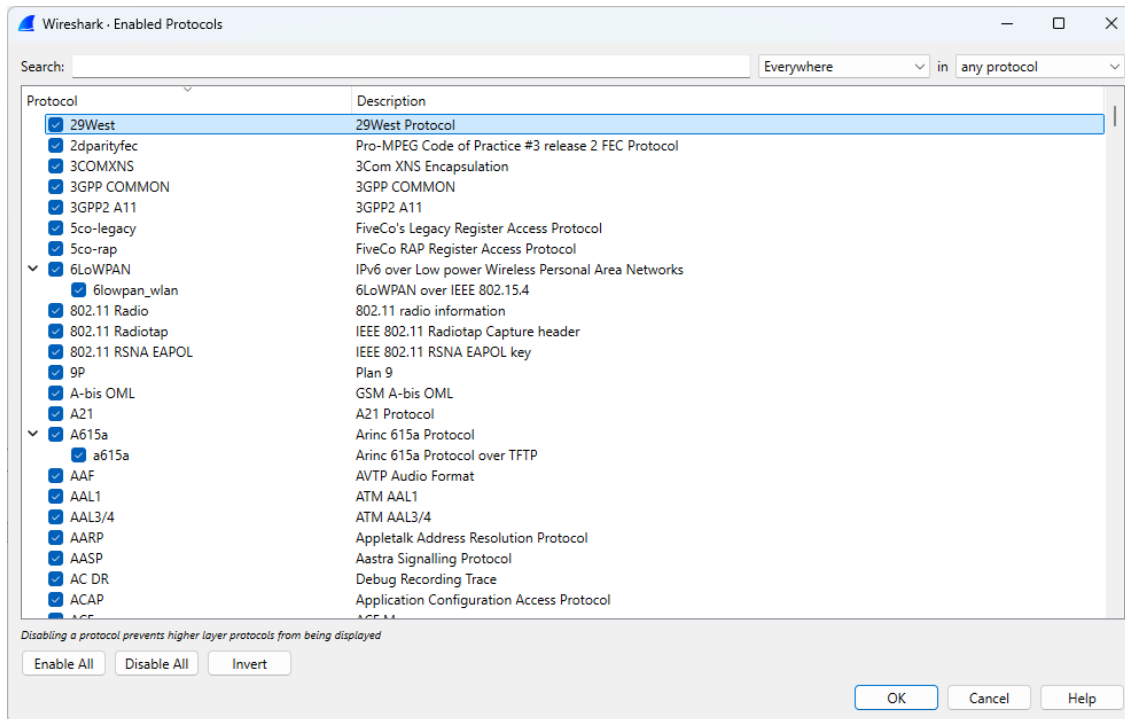 Wireshark · Enabled Protocols
Search: Everywhere in any protocol
Protocol Description
29West 29West Protocol
2dparityfec Pro-MPEG Code of Practice #3 release 2 FEC Protocol
3COMXNS 3Com XNS Encapsulation
3GPP COMMON 3GPP COMMON
3GPP2 A11 3GPP2 A11
5co-legacy FiveCo's Legacy Register Access Protocol
5co-rap FiveCo RAP Register Access Protocol
6LoWPAN IPv6 over Low power Wireless Personal Area Networks
6lowpan_wlan 6LoWPAN over IEEE 802.15.4
802.11 Radio 802.11 radio information
802.11 Radiotap IEEE 802.11 Radiotap Capture header
802.11 RSNA EAPOL IEEE 802.11 RSNA EAPOL key
9P Plan 9
A-bis OML GSM A-bis OML
A21 A21 Protocol
A615a Arinc 615a Protocol
a615a Arinc 615a Protocol over TFTP
AAF AVTP Audio Format
AAL1 ATM AAL1
AAL3/4 ATM AAL3/4
AARP Appletalk Address Resolution Protocol
AASP Aastra Signalling Protocol
AC DR Debug Recording Trace
ACAP Application Configuration Access Protocol
Disabling a protocol prevents higher layer protocols from being displayed
Enable All Disable All Invert
OK Cancel Help